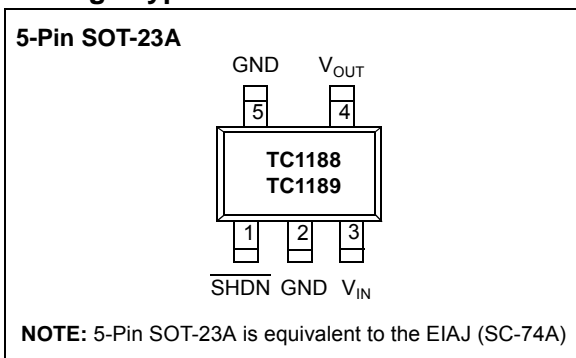 5-Pin SOT-23A
GND VOUT
5 4
TC1188
TC1189
1 2 3
SHDN GND VIN
NOTE: 5-Pin SOT-23A is equivalent to the EIAJ (SC-74A)